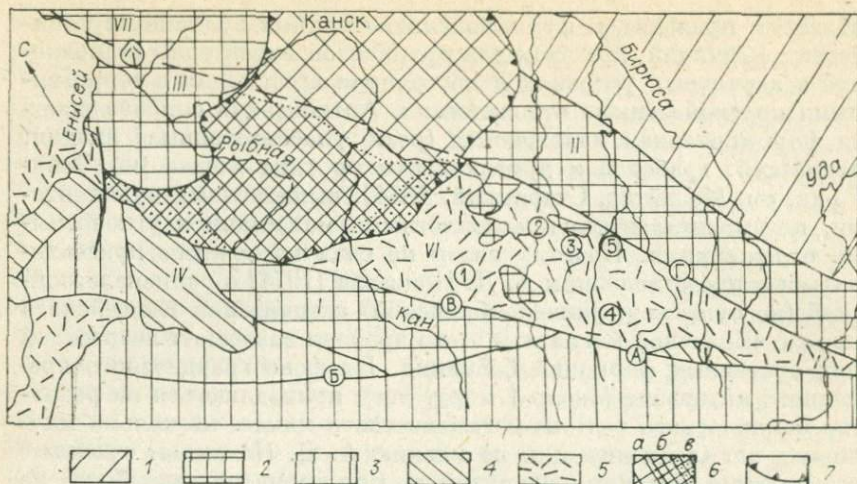 VII
Канск
С
III
Бирюса
Енисей
Рыбная
II
Уда
2
VI
3
5
IV
I
1
Г
4
I
В
Кан
А
V
Б
а б в
1 2 3 4 5 6 7